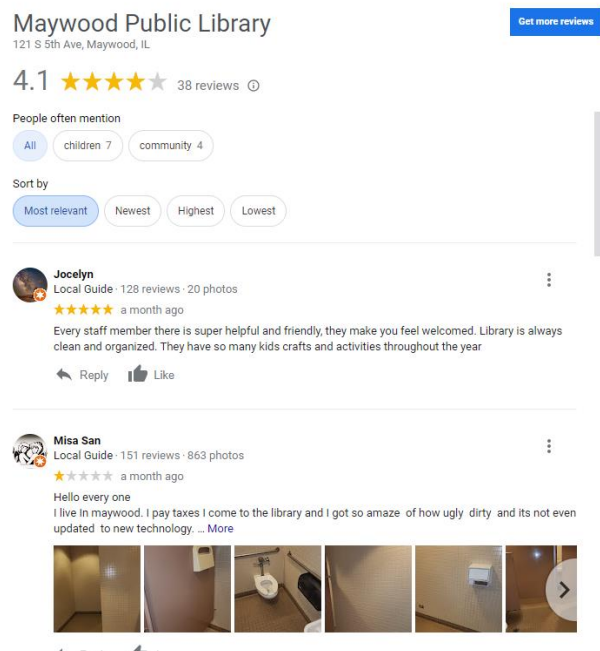 Maywood Public Library
Get more reviews
121 S 5th Ave, Maywood, IL
4.1 38 reviews
People often mention
All children 7 community 4
Sort by
Most relevant Newest Highest Lowest
Jocelyn
Local Guide · 128 reviews · 20 photos
a month ago
Every staff member there is super helpful and friendly, they make you feel welcomed. Library is always
clean and organized. They have so many kids crafts and activities throughout the year
Reply Like
Misa San
Local Guide · 151 reviews · 863 photos
a month ago
Hello every one
I live In maywood. I pay taxes I come to the library and I got so amaze of how ugly dirty and its not even
updated to new technology. ... More